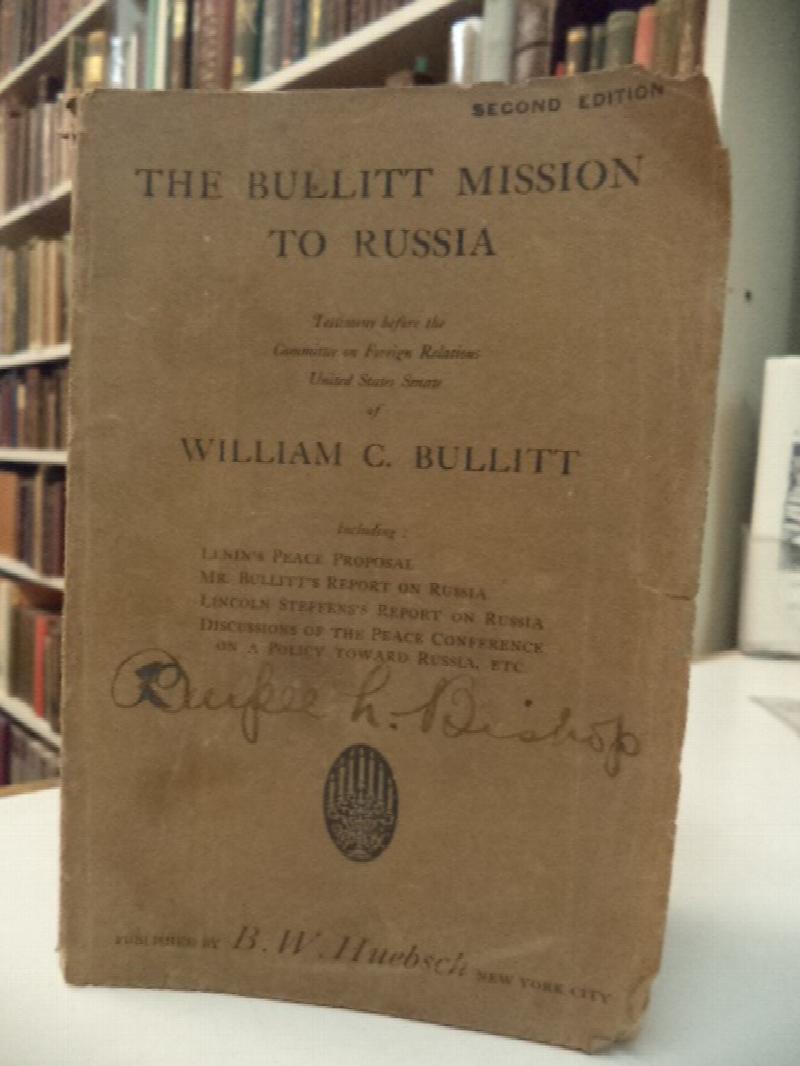 SECOND EDITION
THE BULLITT MISSION
TO RUSSIA
Testimony before the
Committee on Foreign Relations
United States Senate
of
WILLIAM C. BULLITT
Including:
LENIN'S PEACE PROPOSAL
MR. BULLITT'S REPORT ON RUSSIA
LINCOLN STEFFENS'S REPORT ON RUSSIA
DISCUSSIONS OF THE PEACE CONFERENCE
ON A POLICY TOWARD RUSSIA, ETC
L. Bishop
PUBLISHED BY B. W. Huebsch NEW YORK CITY